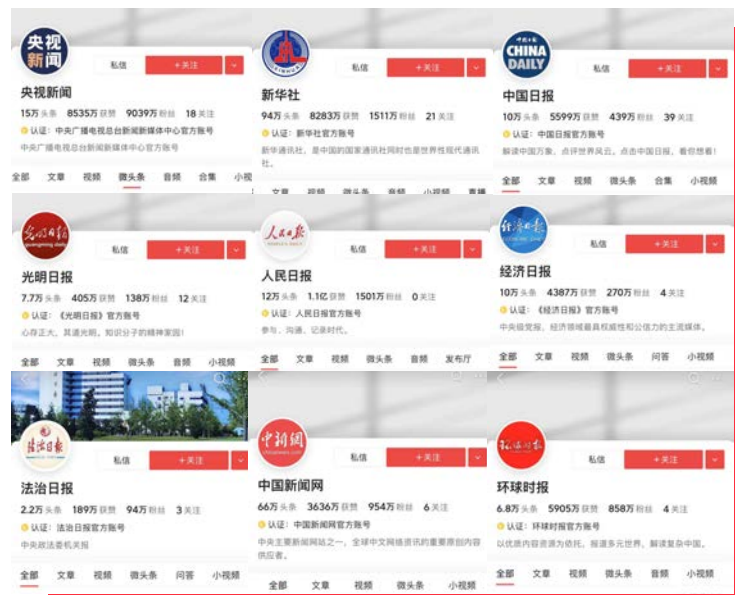 央视
新闻
私信
+关注
央视新闻
15万 头条 8535万 获赞 9039万 粉丝 18 关注
认证：中央广播电视总台新闻新媒体中心官方账号
中央广播电视总台新闻新媒体中心官方账号
全部 文章 视频 微头条 音频 合集 小视
私信
+关注
新华社
94万 头条 8283万 获赞 1511万 粉丝 21 关注
认证：新华社官方账号
新华通讯社，是中国的国家通讯社同时也是世界性现代通讯
社。
文章 视频 微头条 音频 小视频 直播
中国日报
CHINA
DAILY
私信
+关注
中国日报
10万 头条 5599万 获赞 439万 粉丝 39 关注
认证：中国日报官方账号
解读中国万象，点评世界风云。点击中国日报，看你想看！
全部 文章 视频 微头条 合集 小视频
光明日报
guangming daily
私信
+关注
光明日报
7.7万 头条 405万 获赞 138万 粉丝 12 关注
认证：《光明日报》官方账号
心存正大，其道光明。知识分子的精神家园！
全部 文章 视频 微头条 音频 小视频
人民日报
私信
+关注
人民日报
12万 头条 1.1亿 获赞 1501万 粉丝 0 关注
认证：人民日报官方账号
参与、沟通、记录时代。
全部 文章 视频 微头条 音频 发布厅
经济日报
私信
+关注
经济日报
10万 头条 4387万 获赞 270万 粉丝 4 关注
认证：《经济日报》官方账号
中央级党报，经济领域最具权威性和公信力的主流媒体。
全部 文章 视频 微头条 问答 小视频
法治日报
私信
+关注
法治日报
2.2万 头条 189万 获赞 94万 粉丝 3 关注
认证：法治日报官方账号
中央政法委机关报
全部 文章 视频 微头条 问答 小视频
中新網
chinanews.com
私信
+关注
中国新闻网
66万 头条 3636万 获赞 954万 粉丝 6 关注
认证：中国新闻网官方账号
中央主要新闻网站之一，全球中文网络资讯的重要原创内容
供应者。
全部 文章 视频 微头条 小视频
环球时报
私信
+关注
环球时报
6.8万 头条 5905万 获赞 858万 粉丝 4 关注
认证：环球时报官方账号
以优质内容资源为依托，报道多元世界、解读复杂中国。
全部 文章 视频 微头条 音频 小视频